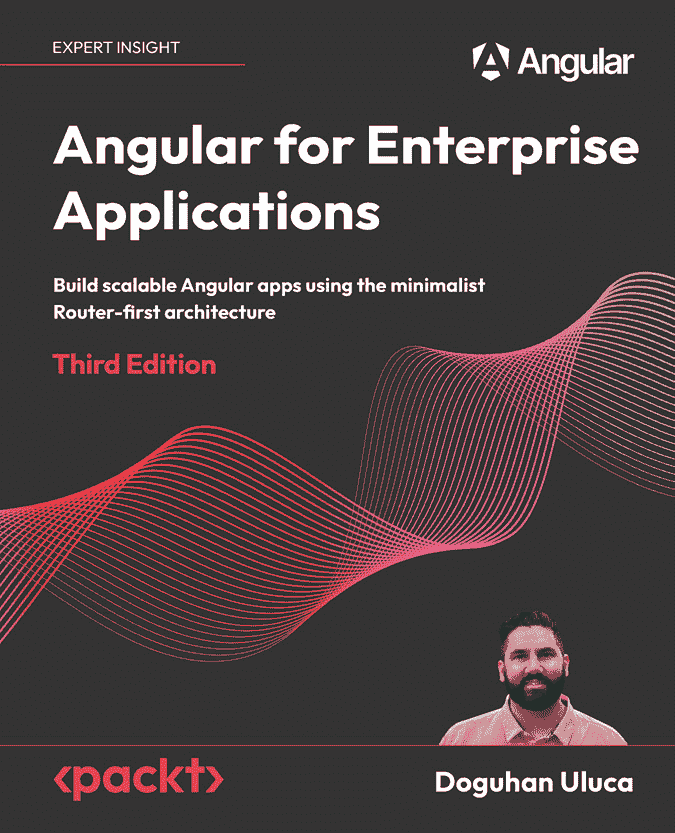 EXPERT INSIGHT
Angular
Angular for Enterprise
Applications
Build scalable Angular apps using the minimalist
Router-first architecture
Third Edition
<packt>
Doguhan Uluca